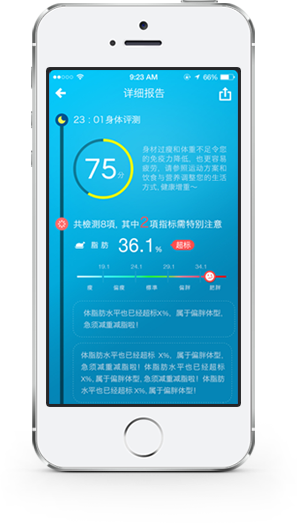 9:23 AM 66%
详细报告
23：01身体评测
75分
身材过瘦和体重不足令您
的免疫力降低，也更容易
疲劳，请参照运动方案和
饮食与营养调整您的生活
方式，健康增量~
共检测8项，其中2项指标需特别注意
脂肪 36.1% 超标
19.1 24.1 29.1 34.1
瘦 偏瘦 標準 偏胖 肥胖
体脂肪水平也已经超标X%，属于偏胖体型，
急须减重减脂啦！
体脂肪水平也已经超标 X%，属于偏胖体型，
急须减重减脂啦！体脂肪水平也已经超标
X%，属于偏胖体型，急须减重减脂啦！体脂肪水
平也已经超标X%，属于偏胖体型！